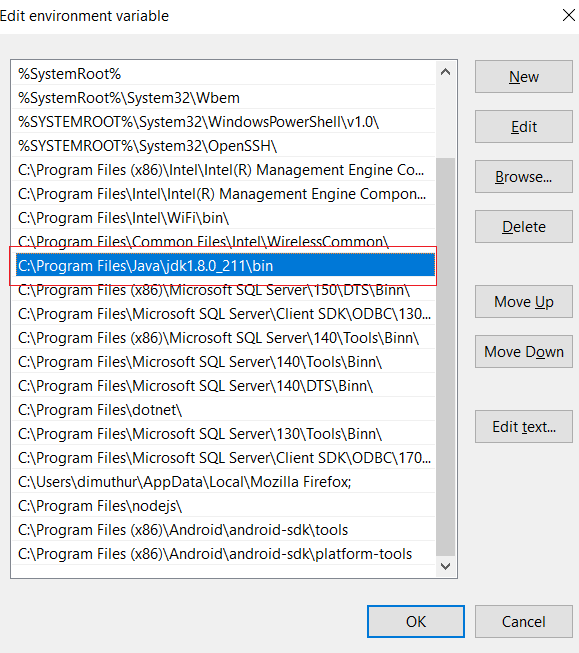 Edit environment variable
%SystemRoot%
%SystemRoot%\System32\Wbem
%SYSTEMROOT%\System32\WindowsPowerShell\v1.0\
%SYSTEMROOT%\System32\OpenSSH\
C:\Program Files (x86)\Intel\Intel(R) Management Engine Co...
C:\Program Files\Intel\Intel(R) Management Engine Compon...
C:\Program Files\Intel\WiFi\bin\
C:\Program Files\Common Files\Intel\WirelessCommon\
C:\Program Files\Java\jdk1.8.0_211\bin
C:\Program Files (x86)\Microsoft SQL Server\150\DTS\Binn\
C:\Program Files\Microsoft SQL Server\Client SDK\ODBC\130...
C:\Program Files (x86)\Microsoft SQL Server\140\Tools\Binn\
C:\Program Files\Microsoft SQL Server\140\Tools\Binn\
C:\Program Files\Microsoft SQL Server\140\DTS\Binn\
C:\Program Files\dotnet\
C:\Program Files\Microsoft SQL Server\130\Tools\Binn\
C:\Program Files\Microsoft SQL Server\Client SDK\ODBC\170...
C:\Users\dimuthur\AppData\Local\Mozilla Firefox;
C:\Program Files\nodejs\
C:\Program Files (x86)\Android\android-sdk\tools
C:\Program Files (x86)\Android\android-sdk\platform-tools
New
Edit
Browse...
Delete
Move Up
Move Down
Edit text...
OK
Cancel